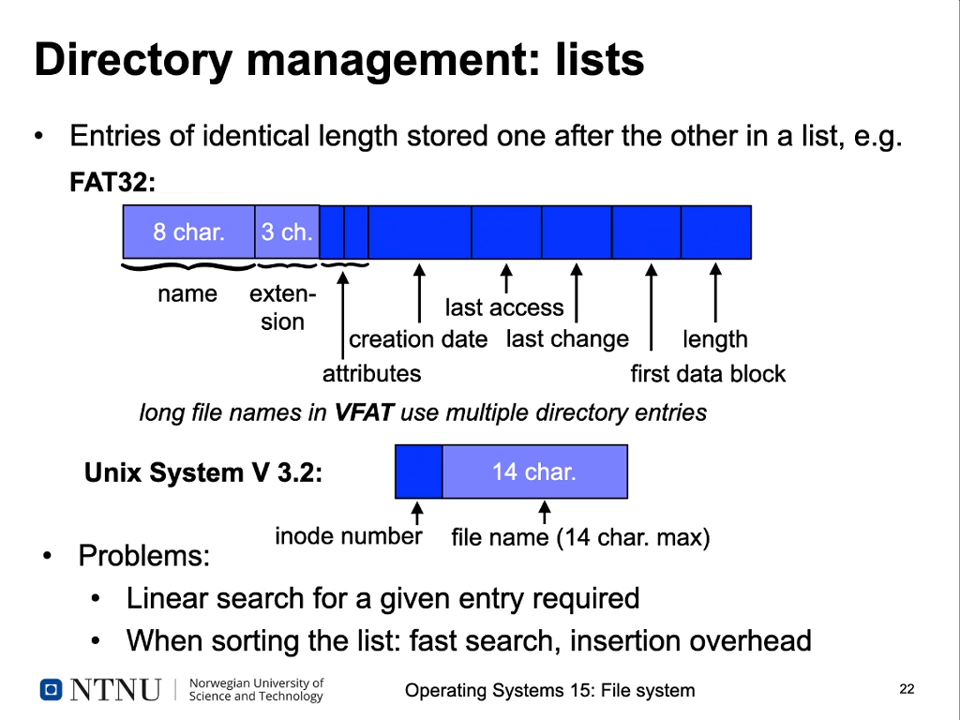 Directory management: lists
• Entries of identical length stored one after the other in a list, e.g.
FAT32:
8 char. 3 ch.
name exten-
sion
last access
creation date last change length
attributes first data block
long file names in VFAT use multiple directory entries
Unix System V 3.2: 14 char.
inode number file name (14 char. max)
• Problems:
• Linear search for a given entry required
• When sorting the list: fast search, insertion overhead
NTNU Norwegian University of
Science and Technology
Operating Systems 15: File system 22